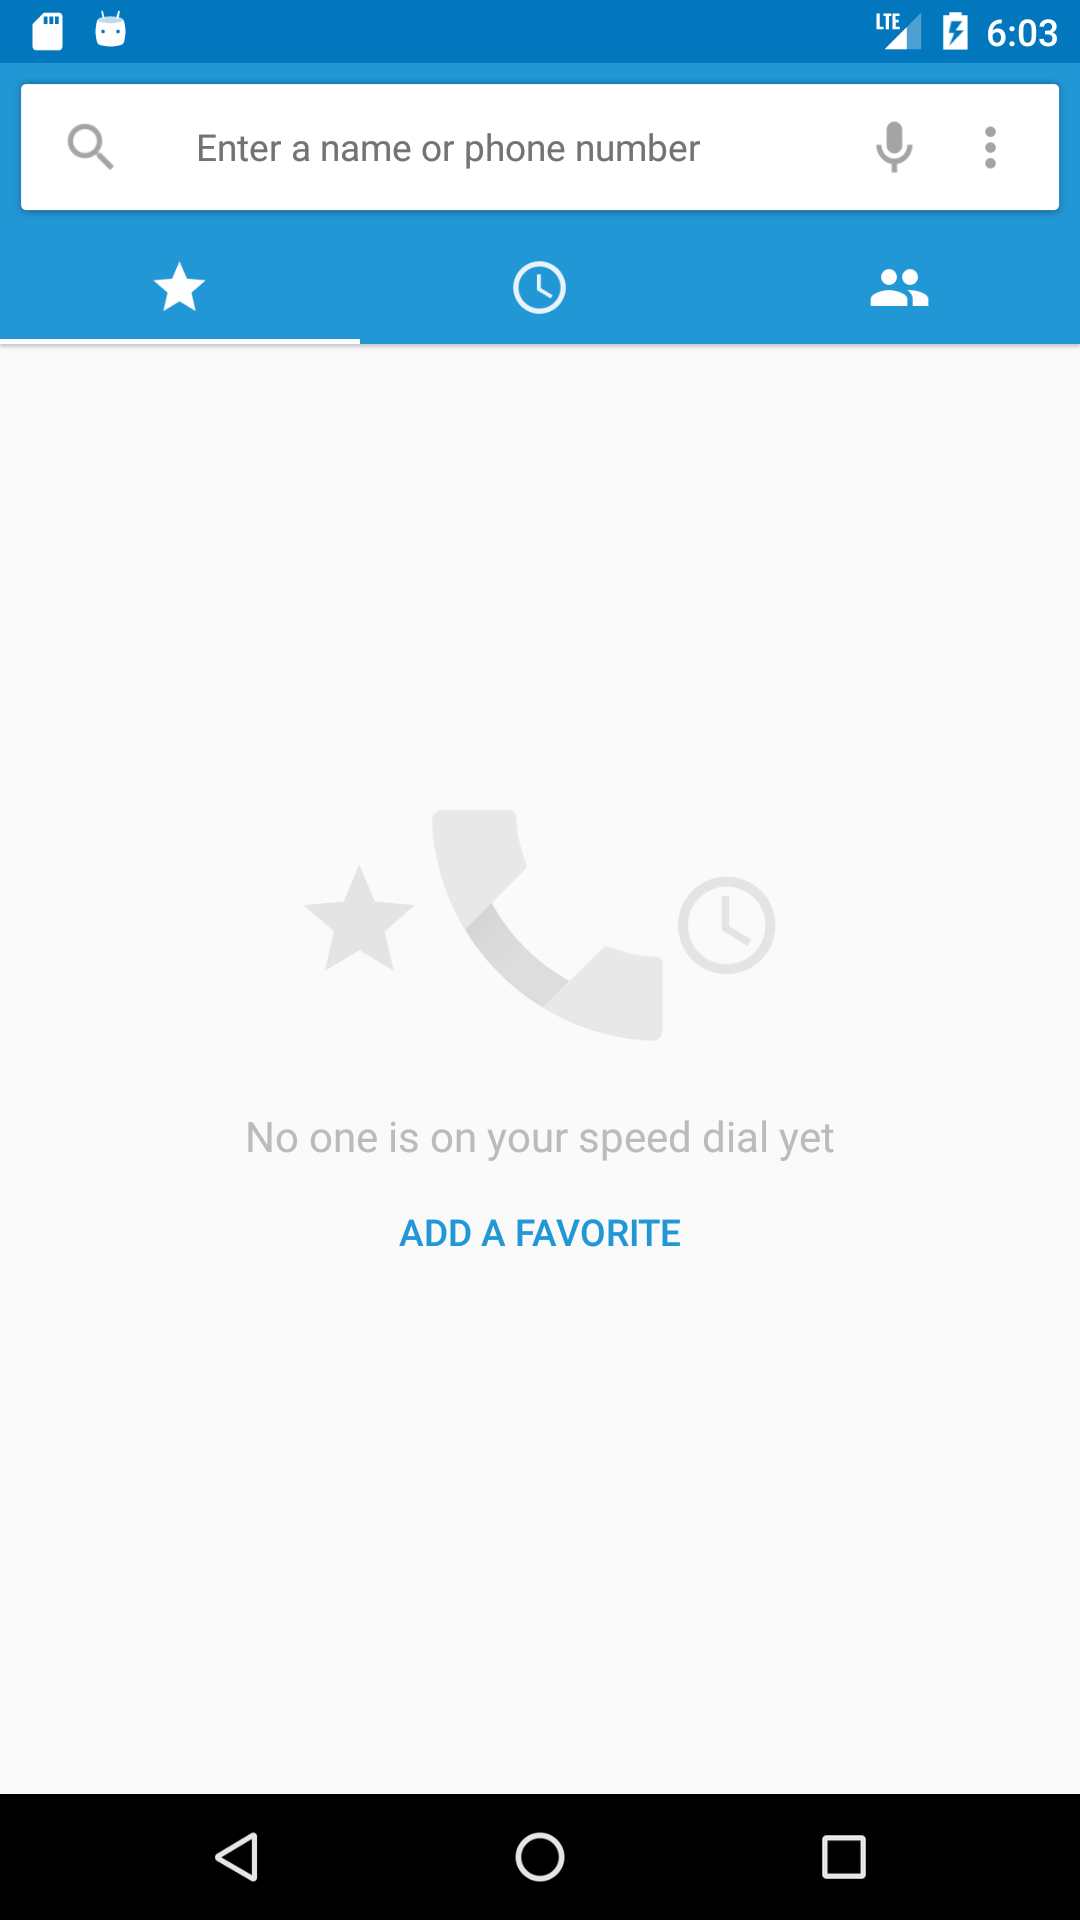 LTE 6:03
Enter a name or phone number
No one is on your speed dial yet
ADD A FAVORITE